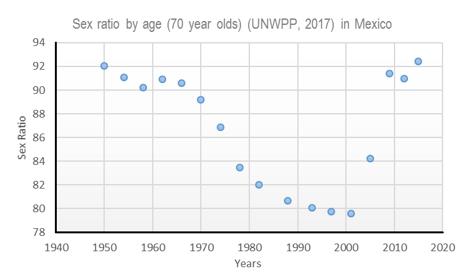 Sex ratio by age (70 year olds) (UNWPP, 2017) in Mexico
94
92
90
88
86
84
82
80
78
Sex Ratio
1940 1950 1960 1970 1980 1990 2000 2010 2020
Years